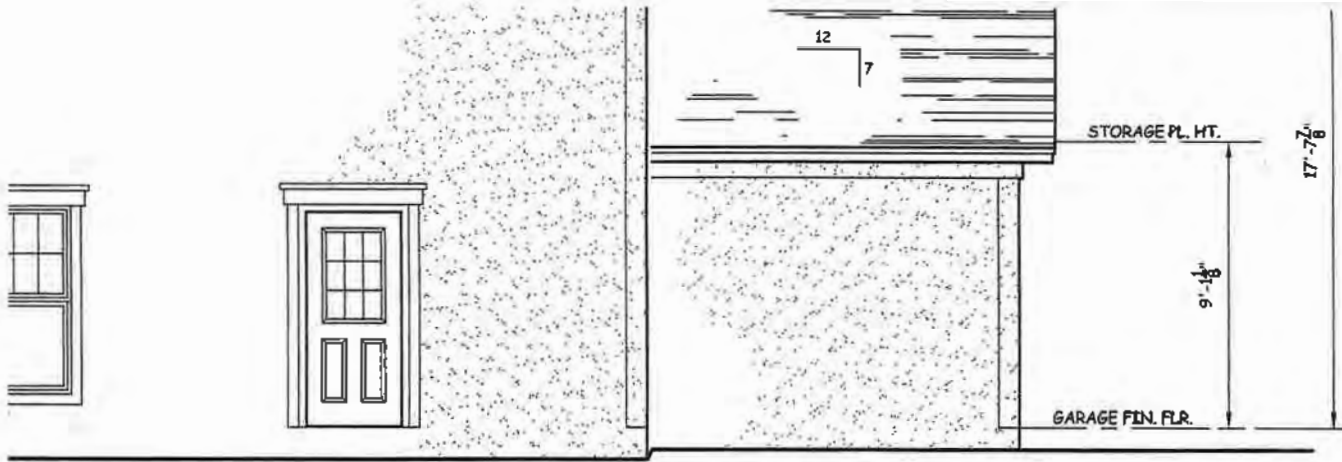 12
7
STORAGE PL. HT.
17'-7 7/8"
9'-1 1/8"
GARAGE FIN. FLR.